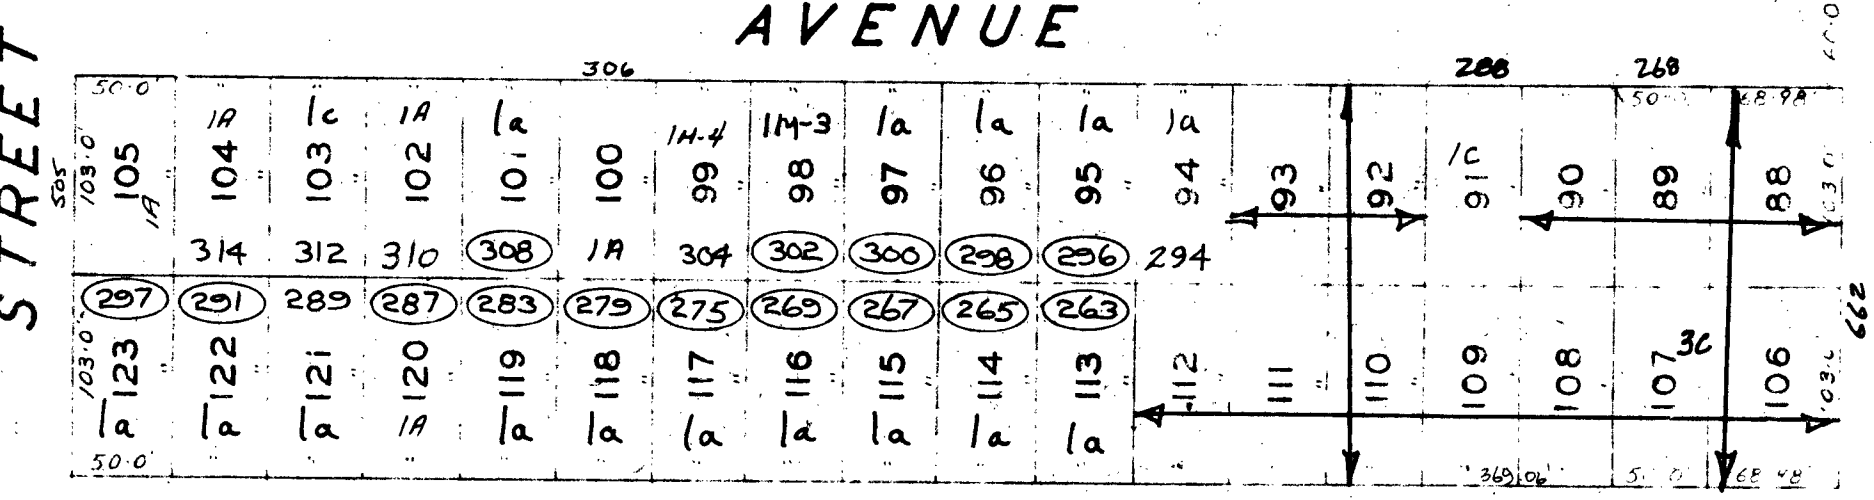 AVENUE
STREET
306 288 268
50.0 50 68.98
1A 1c 1A 1a 1H-4 1M-3 1a 1a 1a 1a 1C
505 103.0 105 104 103 102 101 100 99 98 97 96 95 94 93 92 91 90 89 88 103.0
1A
314 312 310 308 1A 304 302 300 298 296 294
297 291 289 287 283 279 275 269 267 265 263
662
103.0 123 122 121 120 119 118 117 116 115 114 113 112 111 110 109 108 107 3C 106
1a 1a 1a 1A 1a 1a 1a 1a 1a 1a 1a
50.0 369.06